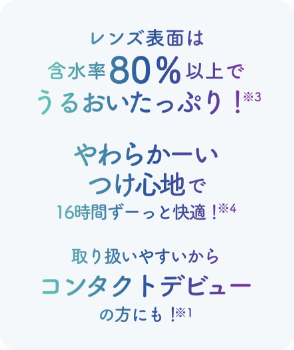 レンズ表面は
含水率80％以上で
うるおいたっぷり！※3
やわらかーい
つけ心地で
16時間ずーっと快適！※4
取り扱いやすいから
コンタクトデビュー
の方にも！※1